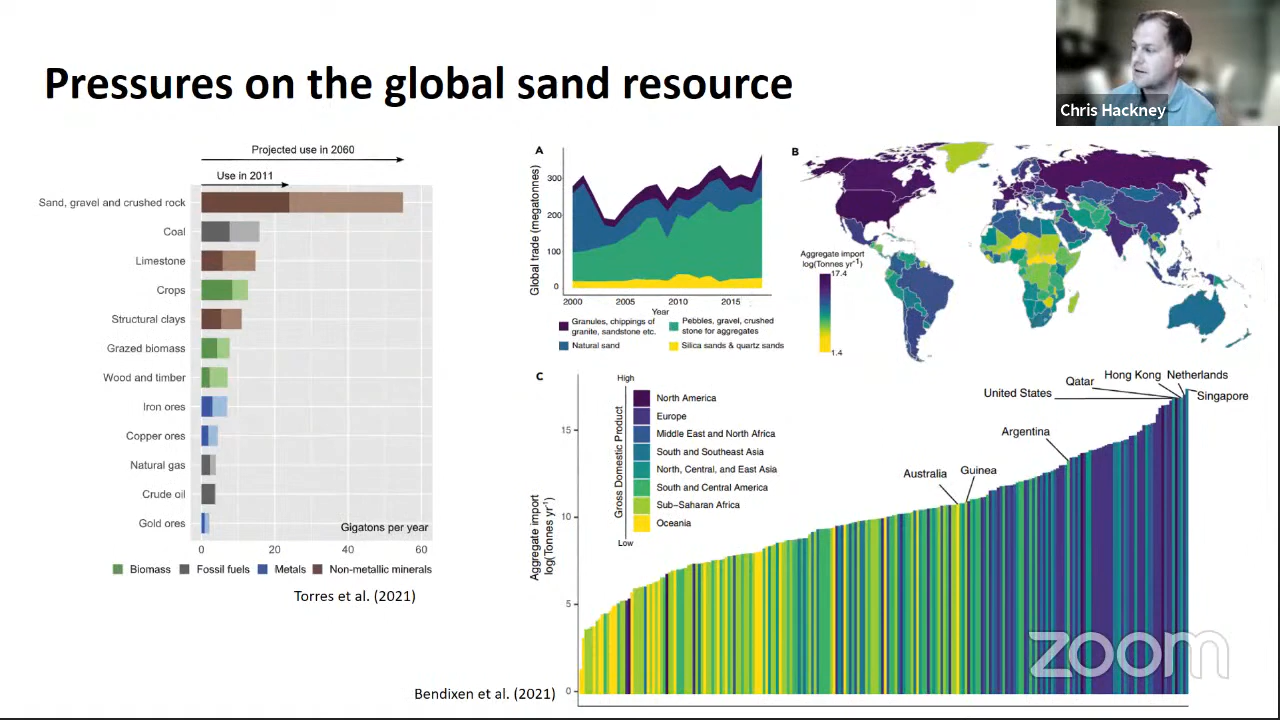 Pressures on the global sand resource
Chris Hackney
Projected use in 2060
Use in 2011
Sand, gravel and crushed rock
Coal
Limestone
Crops
Structural clays
Grazed biomass
Wood and timber
Iron ores
Copper ores
Natural gas
Crude oil
Gold ores
Gigatons per year
0 20 40 60
Biomass Fossil fuels Metals Non-metallic minerals
Torres et al. (2021)
A
Global trade (megatonnes)
300
200
100
0
2000 2005 2010 2015
Year
Granules, chippings of
granite, sandstone etc.
Pebbles, gravel, crushed
stone for aggregates
Natural sand
Silica sands & quartz sands
B
Aggregate import
log(Tonnes yr-1)
17.4
1.4
C
High
Gross Domestic Product
Low
North America
Europe
Middle East and North Africa
South and Southeast Asia
North, Central, and East Asia
South and Central America
Sub-Saharan Africa
Oceania
Aggregate import
log(Tonnes yr-1)
15
10
5
0
Australia
Guinea
Argentina
United States
Qatar
Hong Kong
Netherlands
Singapore
Bendixen et al. (2021)
zoom